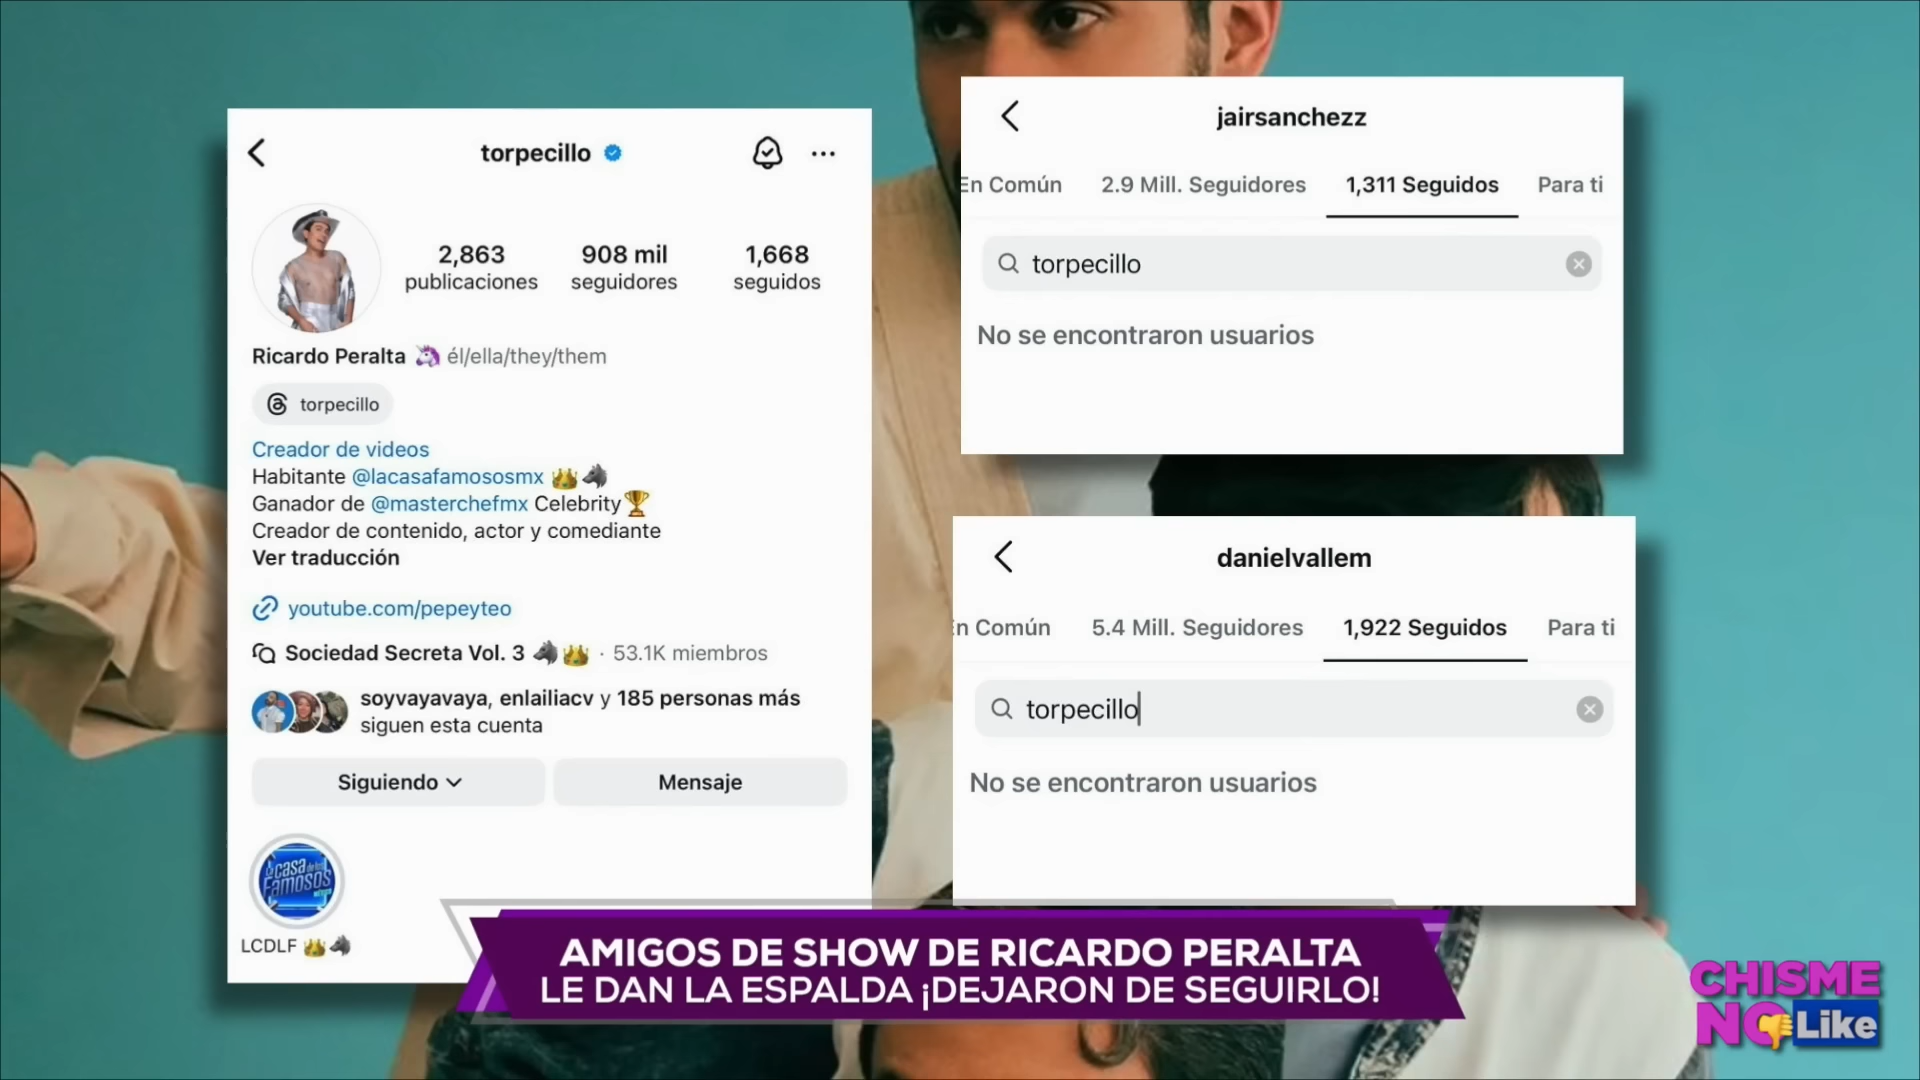 torpecillo
2,863
publicaciones
908 mil
seguidores
1,668
seguidos
Ricardo Peralta 🦄 él/ella/they/them
torpecillo
Creador de videos
Habitante @lacasafamososmx 👑🐺
Ganador de @masterchefmx Celebrity🏆
Creador de contenido, actor y comediante
Ver traducción
youtube.com/pepeyteo
Sociedad Secreta Vol. 3 🐺👑 · 53.1K miembros
soyvayavaya, enlailiacv y 185 personas más
siguen esta cuenta
Siguiendo
Mensaje
CASA de los
FAMOSOS
LCDLF 👑🐺
jairsanchezz
En Común 2.9 Mill. Seguidores 1,311 Seguidos Para ti
torpecillo
No se encontraron usuarios
danielvallem
n Común 5.4 Mill. Seguidores 1,922 Seguidos Para ti
torpecillo
No se encontraron usuarios
AMIGOS DE SHOW DE RICARDO PERALTA
LE DAN LA ESPALDA ¡DEJARON DE SEGUIRLO!
CHISME
NO Like